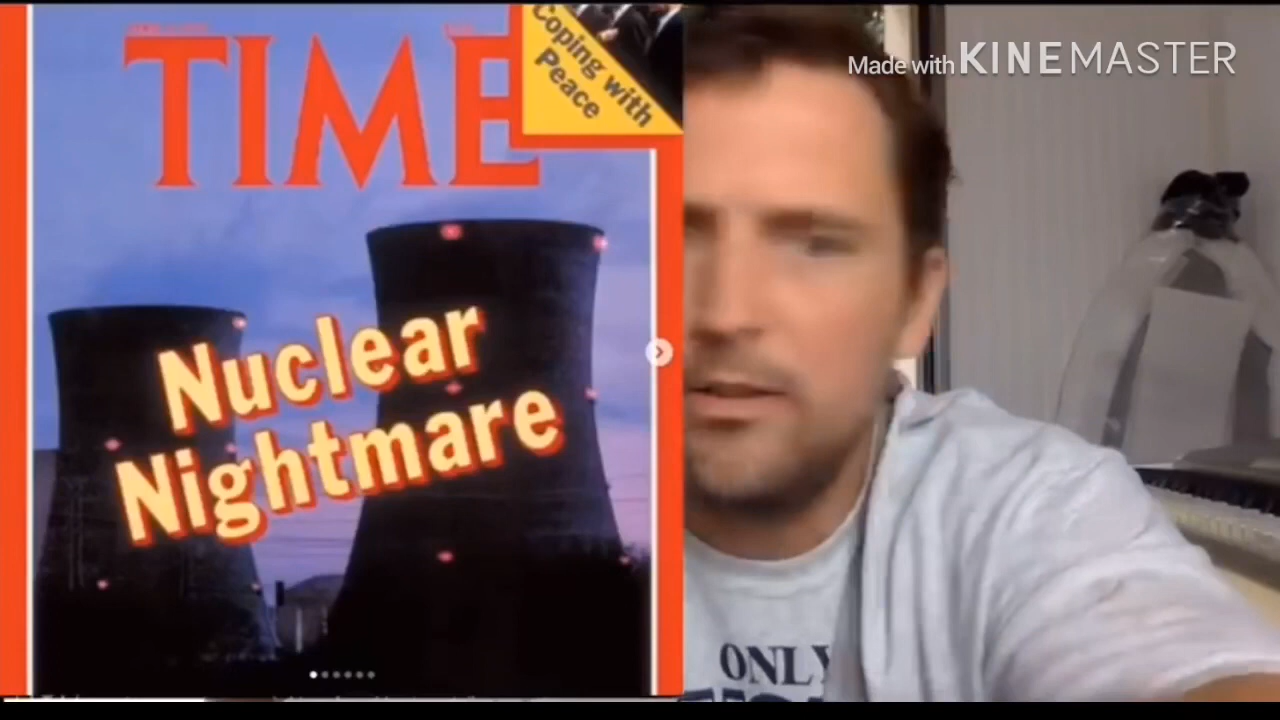 TIME
Coping with
Peace
Nuclear
Nightmare
Made with KINEMASTER
ONLY